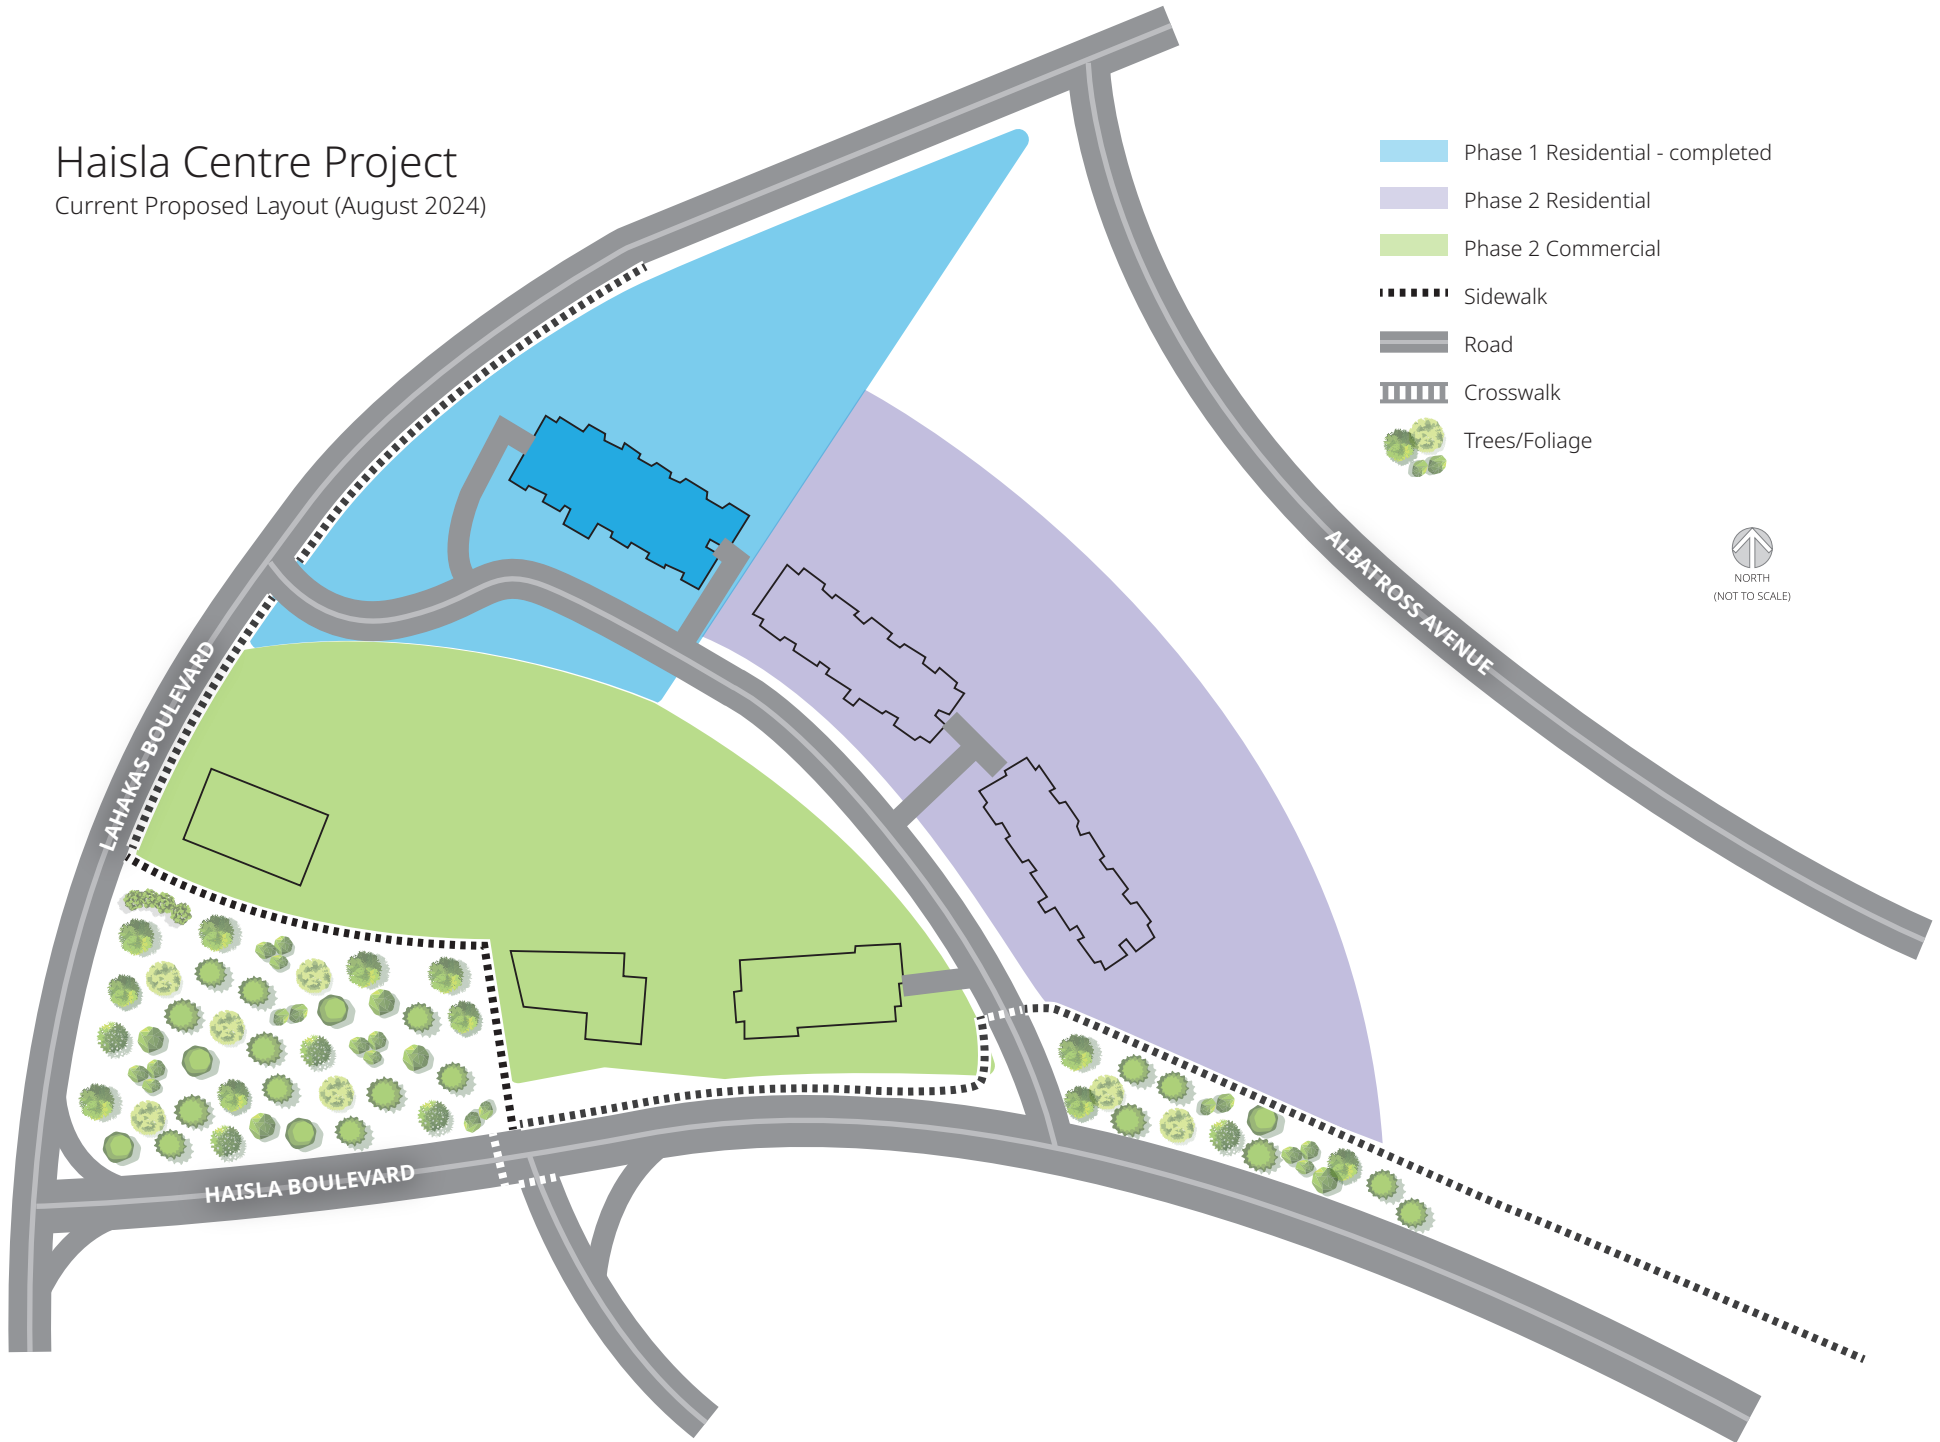 Haisla Centre Project
Current Proposed Layout (August 2024)
Phase 1 Residential - completed
Phase 2 Residential
Phase 2 Commercial
Sidewalk
Road
Crosswalk
Trees/Foliage
NORTH
(NOT TO SCALE)
ALBATROSS AVENUE
LAHAKAS BOULEVARD
HAISLA BOULEVARD